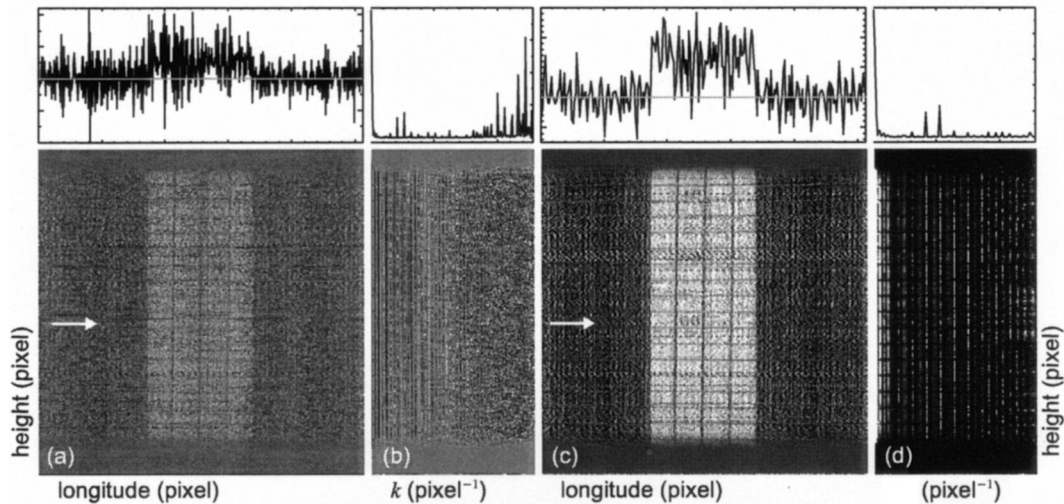 height (pixel)
(a)
(b)
(c)
(d)
height (pixel)
longitude (pixel)
k (pixel⁻¹)
longitude (pixel)
(pixel⁻¹)